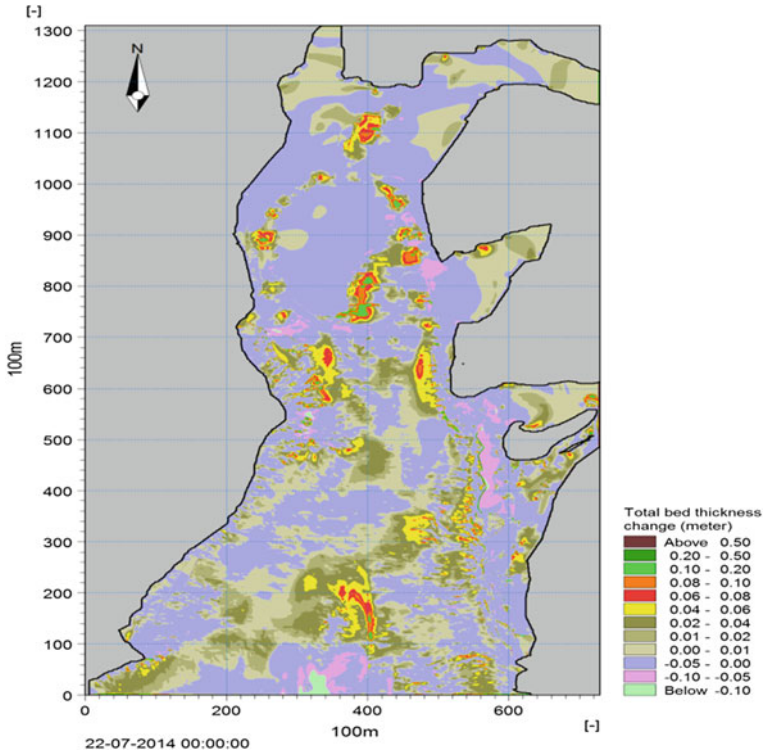 [-]
1300
1200
1100
1000
900
800
700
600
500
400
300
200
100
0
100m
N
0 200 400 600
100m
[-]
22-07-2014 00:00:00
Total bed thickness
change (meter)
Above 0.50
0.20 - 0.50
0.10 - 0.20
0.08 - 0.10
0.06 - 0.08
0.04 - 0.06
0.02 - 0.04
0.01 - 0.02
0.00 - 0.01
-0.05 - 0.00
-0.10 - -0.05
Below -0.10